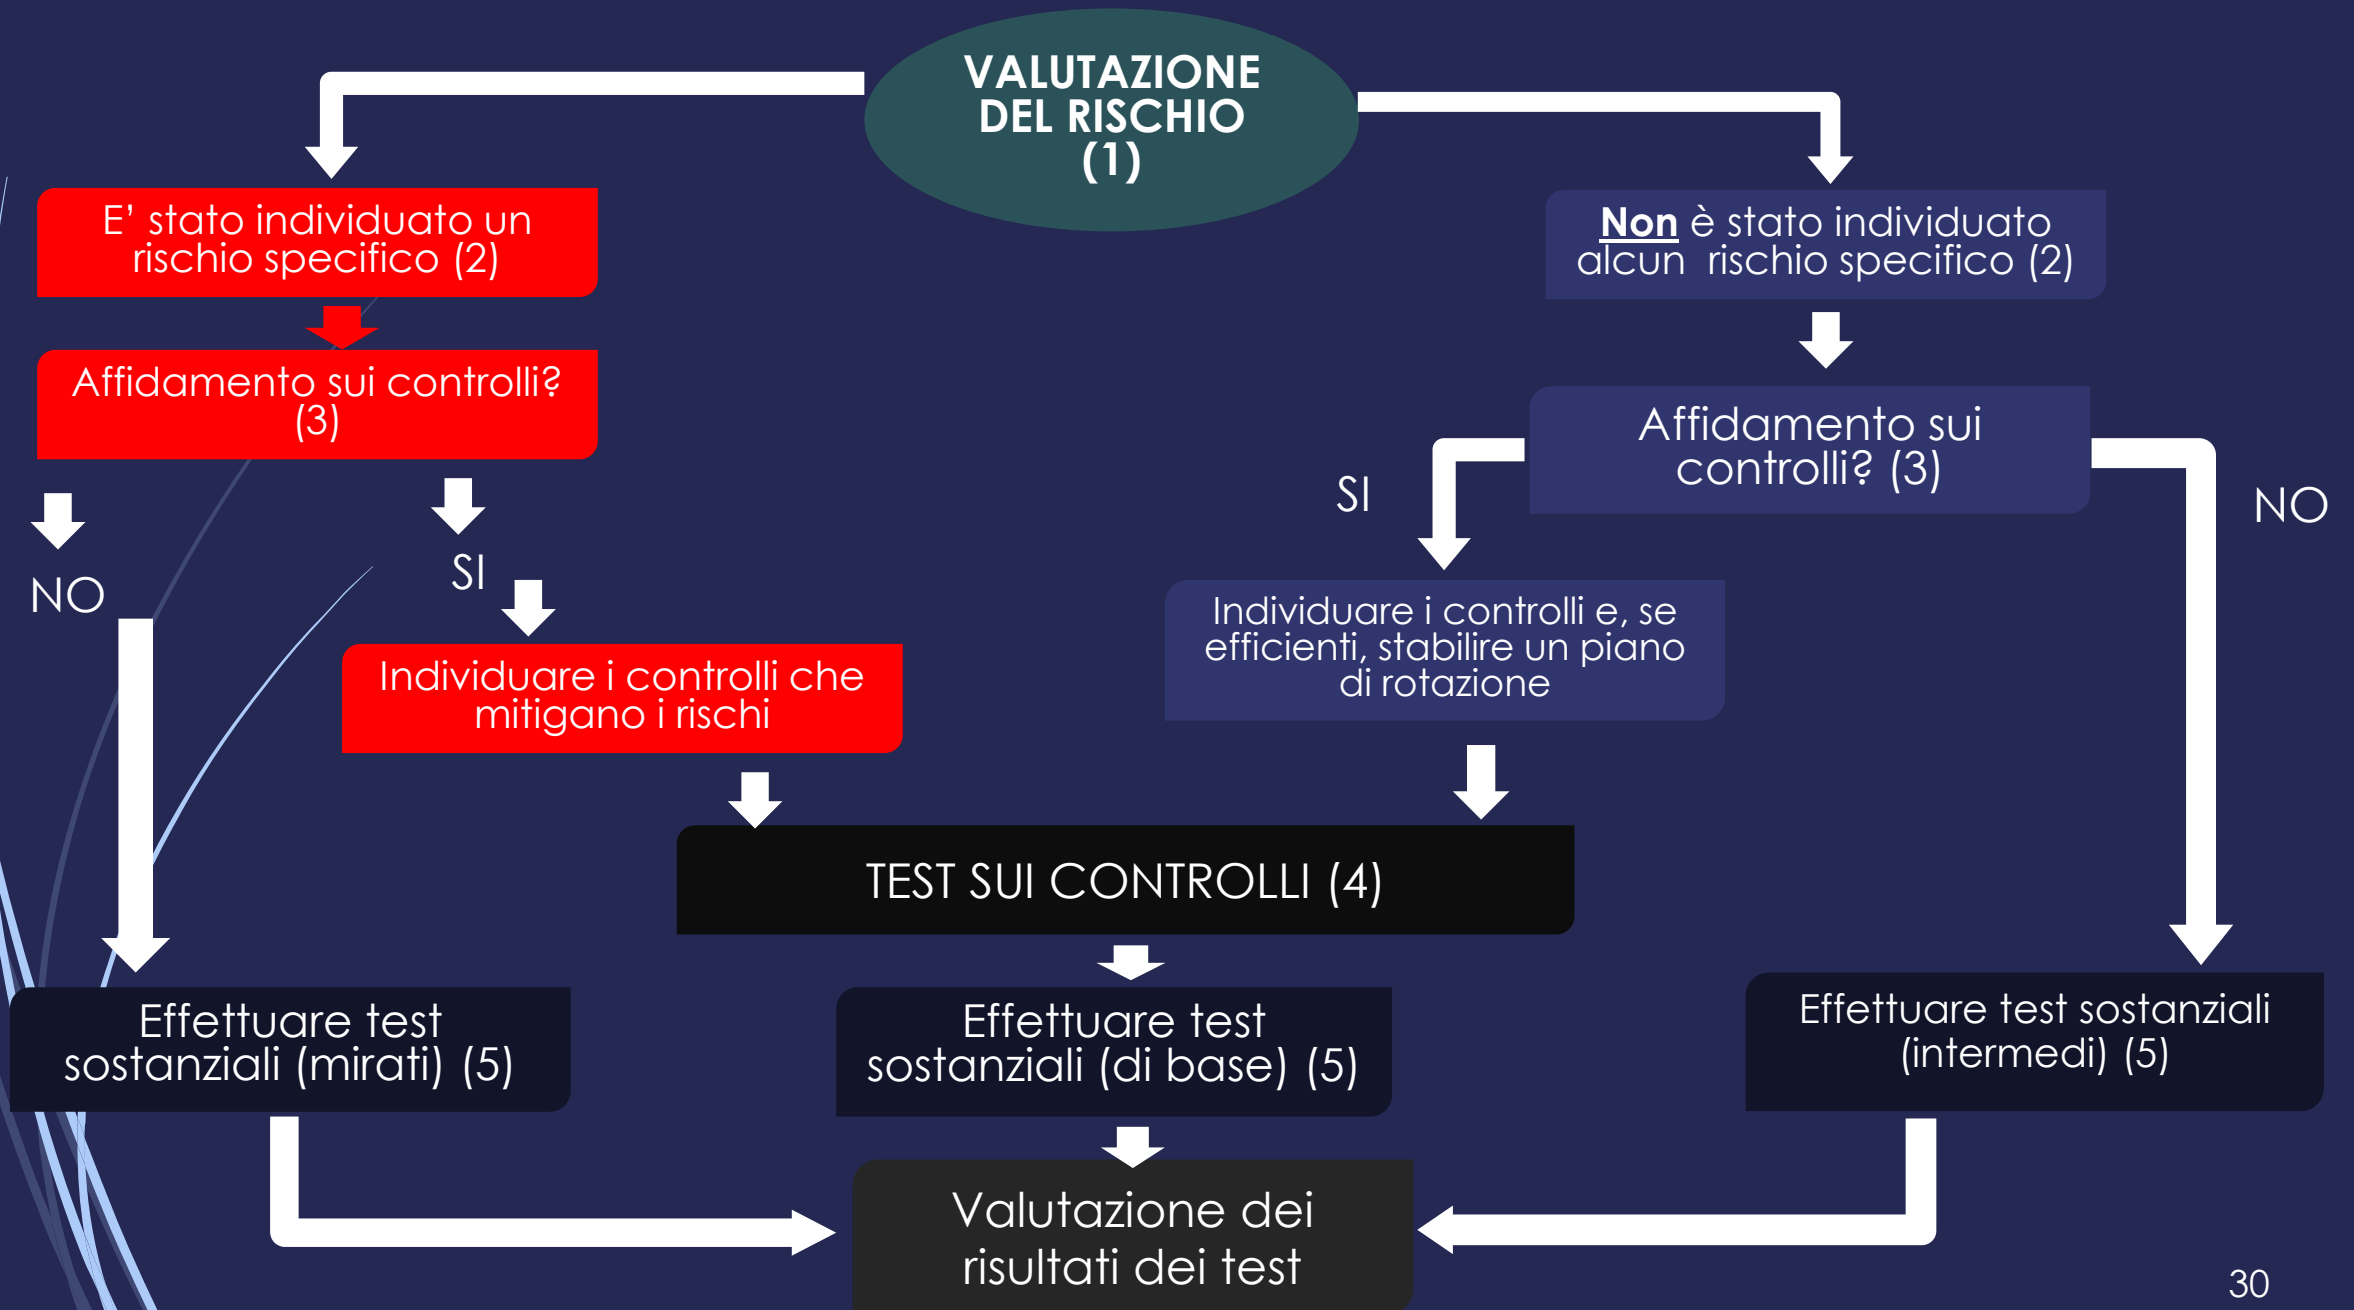 VALUTAZIONE
DEL RISCHIO
(1)
E’ stato individuato un
rischio specifico (2)
Non è stato individuato
alcun rischio specifico (2)
Affidamento sui controlli?
(3)
Affidamento sui
controlli? (3)
SI
NO
SI
NO
Individuare i controlli che
mitigano i rischi
Individuare i controlli e, se
efficienti, stabilire un piano
di rotazione
TEST SUI CONTROLLI (4)
Effettuare test
sostanziali (mirati) (5)
Effettuare test
sostanziali (di base) (5)
Effettuare test sostanziali
(intermedi) (5)
Valutazione dei
risultati dei test
30